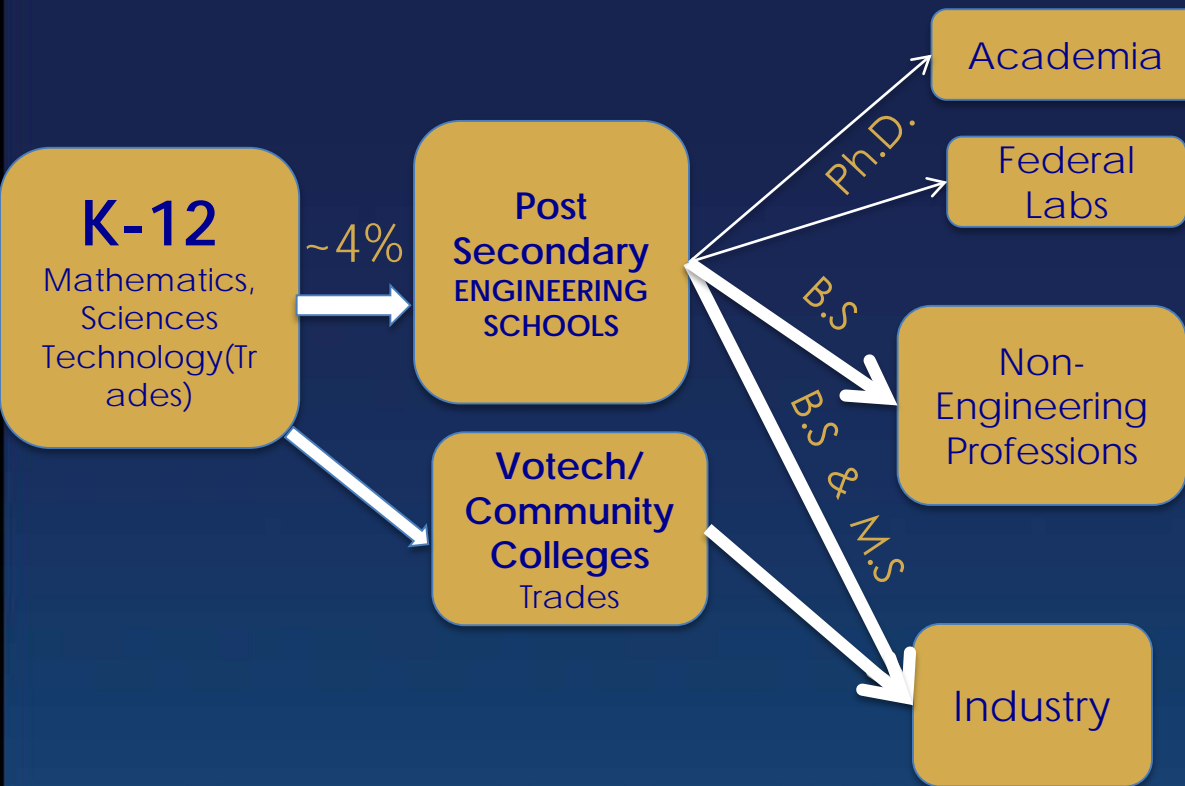 K-12
Mathematics,
Sciences
Technology(Tr
ades)
~4%
Post
Secondary
ENGINEERING
SCHOOLS
Votech/
Community
Colleges
Trades
Ph.D.
B.S
B.S & M.S
Academia
Federal
Labs
Non-
Engineering
Professions
Industry